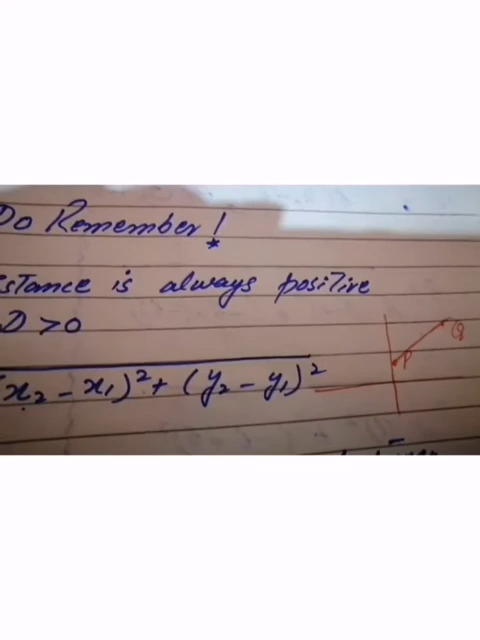 Do Remember!
stance is always positive
D > 0
(x₂ - x₁)² + (y₂ - y₁)²
P
Q